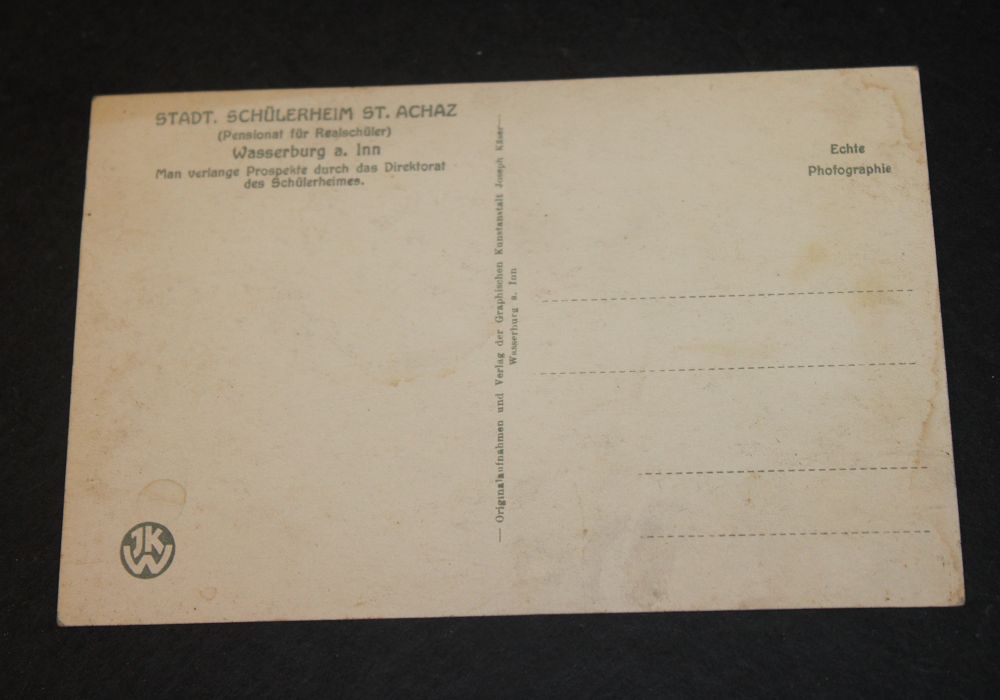 STÄDT. SCHÜLERHEIM ST. ACHAZ
(Pensionat für Realschüler)
Wasserburg a. Inn
Man verlange Prospekte durch das Direktorat
des Schülerheimes.
— Originalaufnahmen und Verlag der Graphischen Kunstanstalt Joseph Käser —
Wasserburg a. Inn
Echte
Photographie
JKW